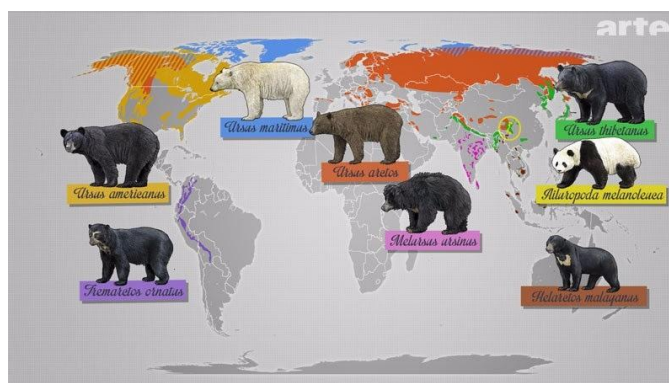 arte
Ursus maritimus
Ursus thibetanus
Ursus arctos
Ursus americanus
Ailuropoda melanoleuca
Melursus ursinus
Tremarctos ornatus
Helarctos malayanus